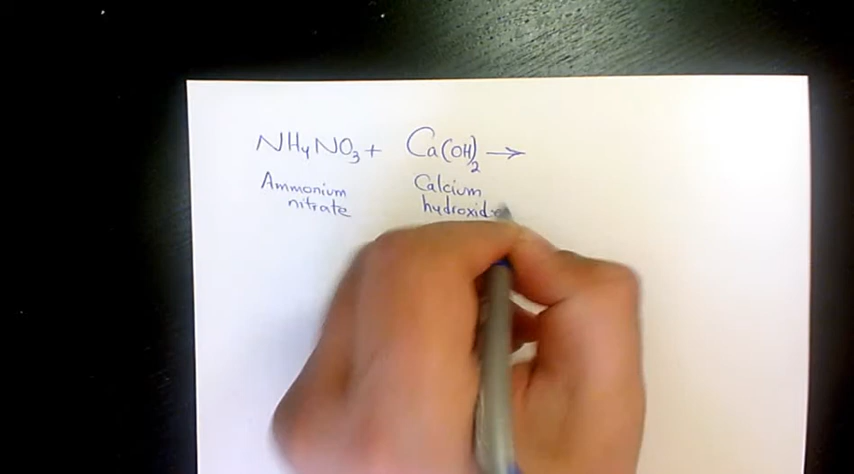 NH₄NO₃ + Ca(OH)₂ →
Ammonium Calcium
nitrate hydroxide